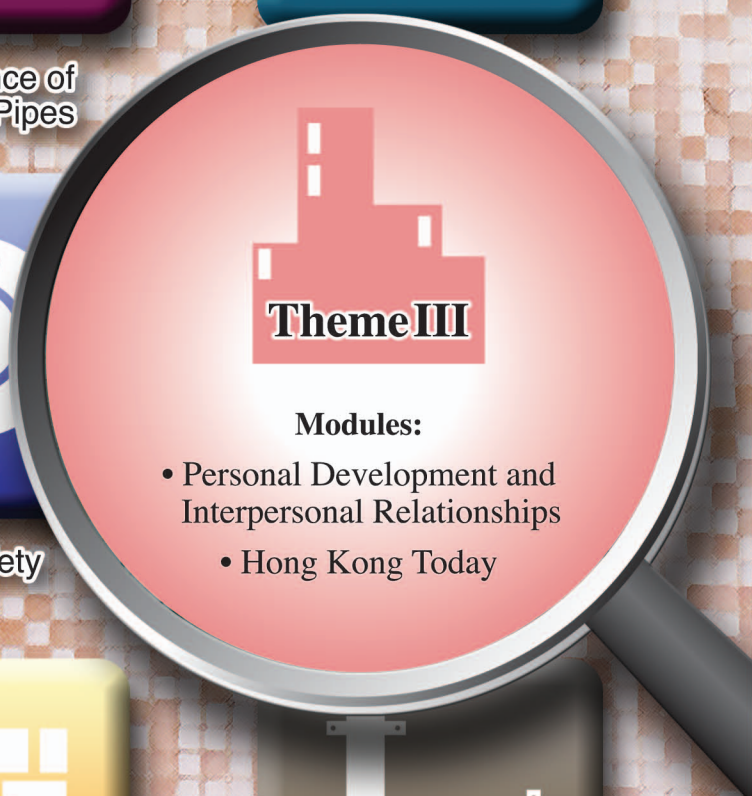 ce of
Pipes
Theme III
Modules:
• Personal Development and
Interpersonal Relationships
• Hong Kong Today
ety